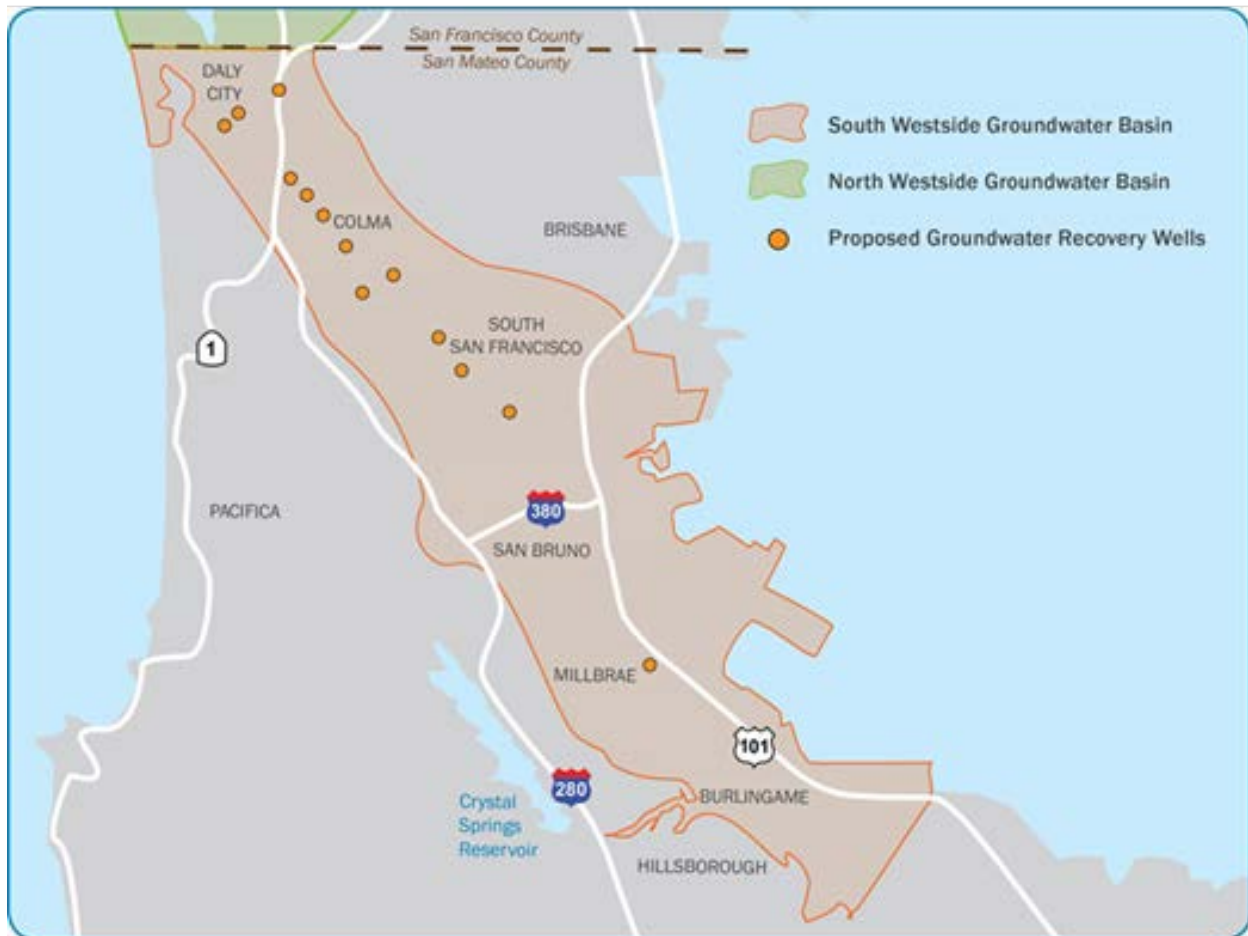 San Francisco County
San Mateo County
DALY
CITY
South Westside Groundwater Basin
North Westside Groundwater Basin
Proposed Groundwater Recovery Wells
COLMA
BRISBANE
SOUTH
SAN FRANCISCO
1
PACIFICA
380
SAN BRUNO
MILLBRAE
101
280
BURLINGAME
Crystal
Springs
Reservoir
HILLSBOROUGH